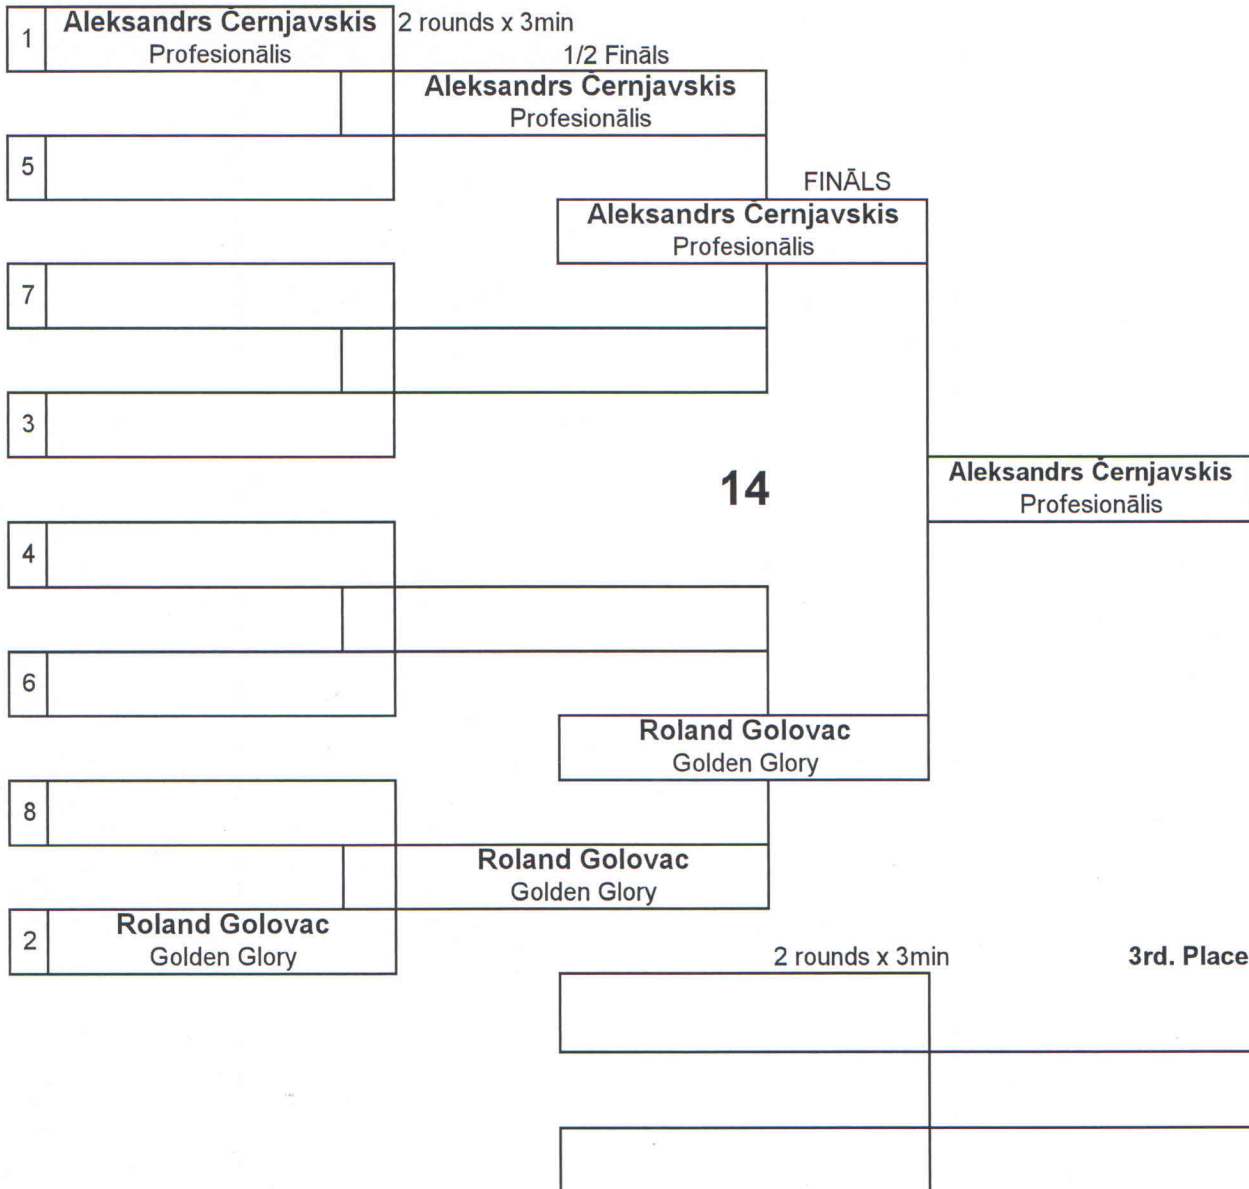 1
Aleksandrs Černjavskis
Profesionālis
2 rounds x 3min
1/2 Fināls
Aleksandrs Černjavskis
Profesionālis
5
FINĀLS
Aleksandrs Černjavskis
Profesionālis
7
3
14
Aleksandrs Černjavskis
Profesionālis
4
6
Roland Golovac
Golden Glory
8
Roland Golovac
Golden Glory
2
Roland Golovac
Golden Glory
2 rounds x 3min
3rd. Place